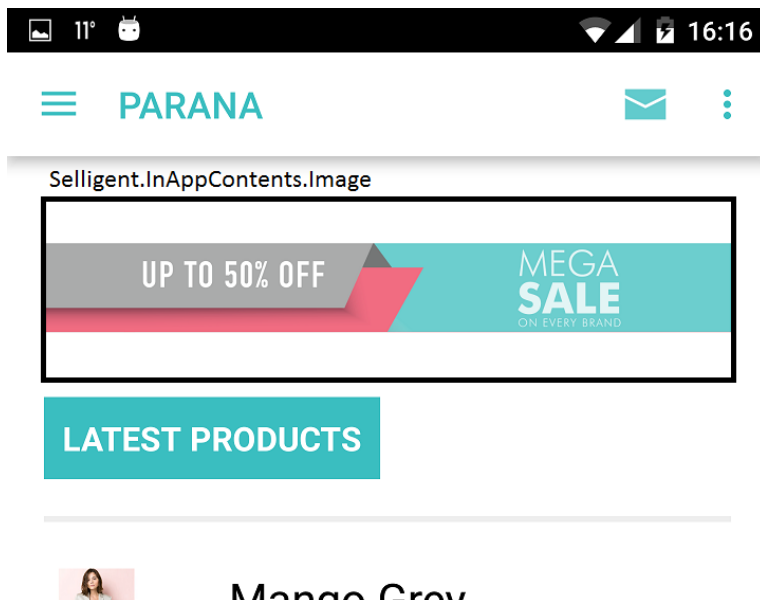 11° 16:16
PARANA
Selligent.InAppContents.Image
UP TO 50% OFF
MEGA
SALE
ON EVERY BRAND
LATEST PRODUCTS
Mango Grey